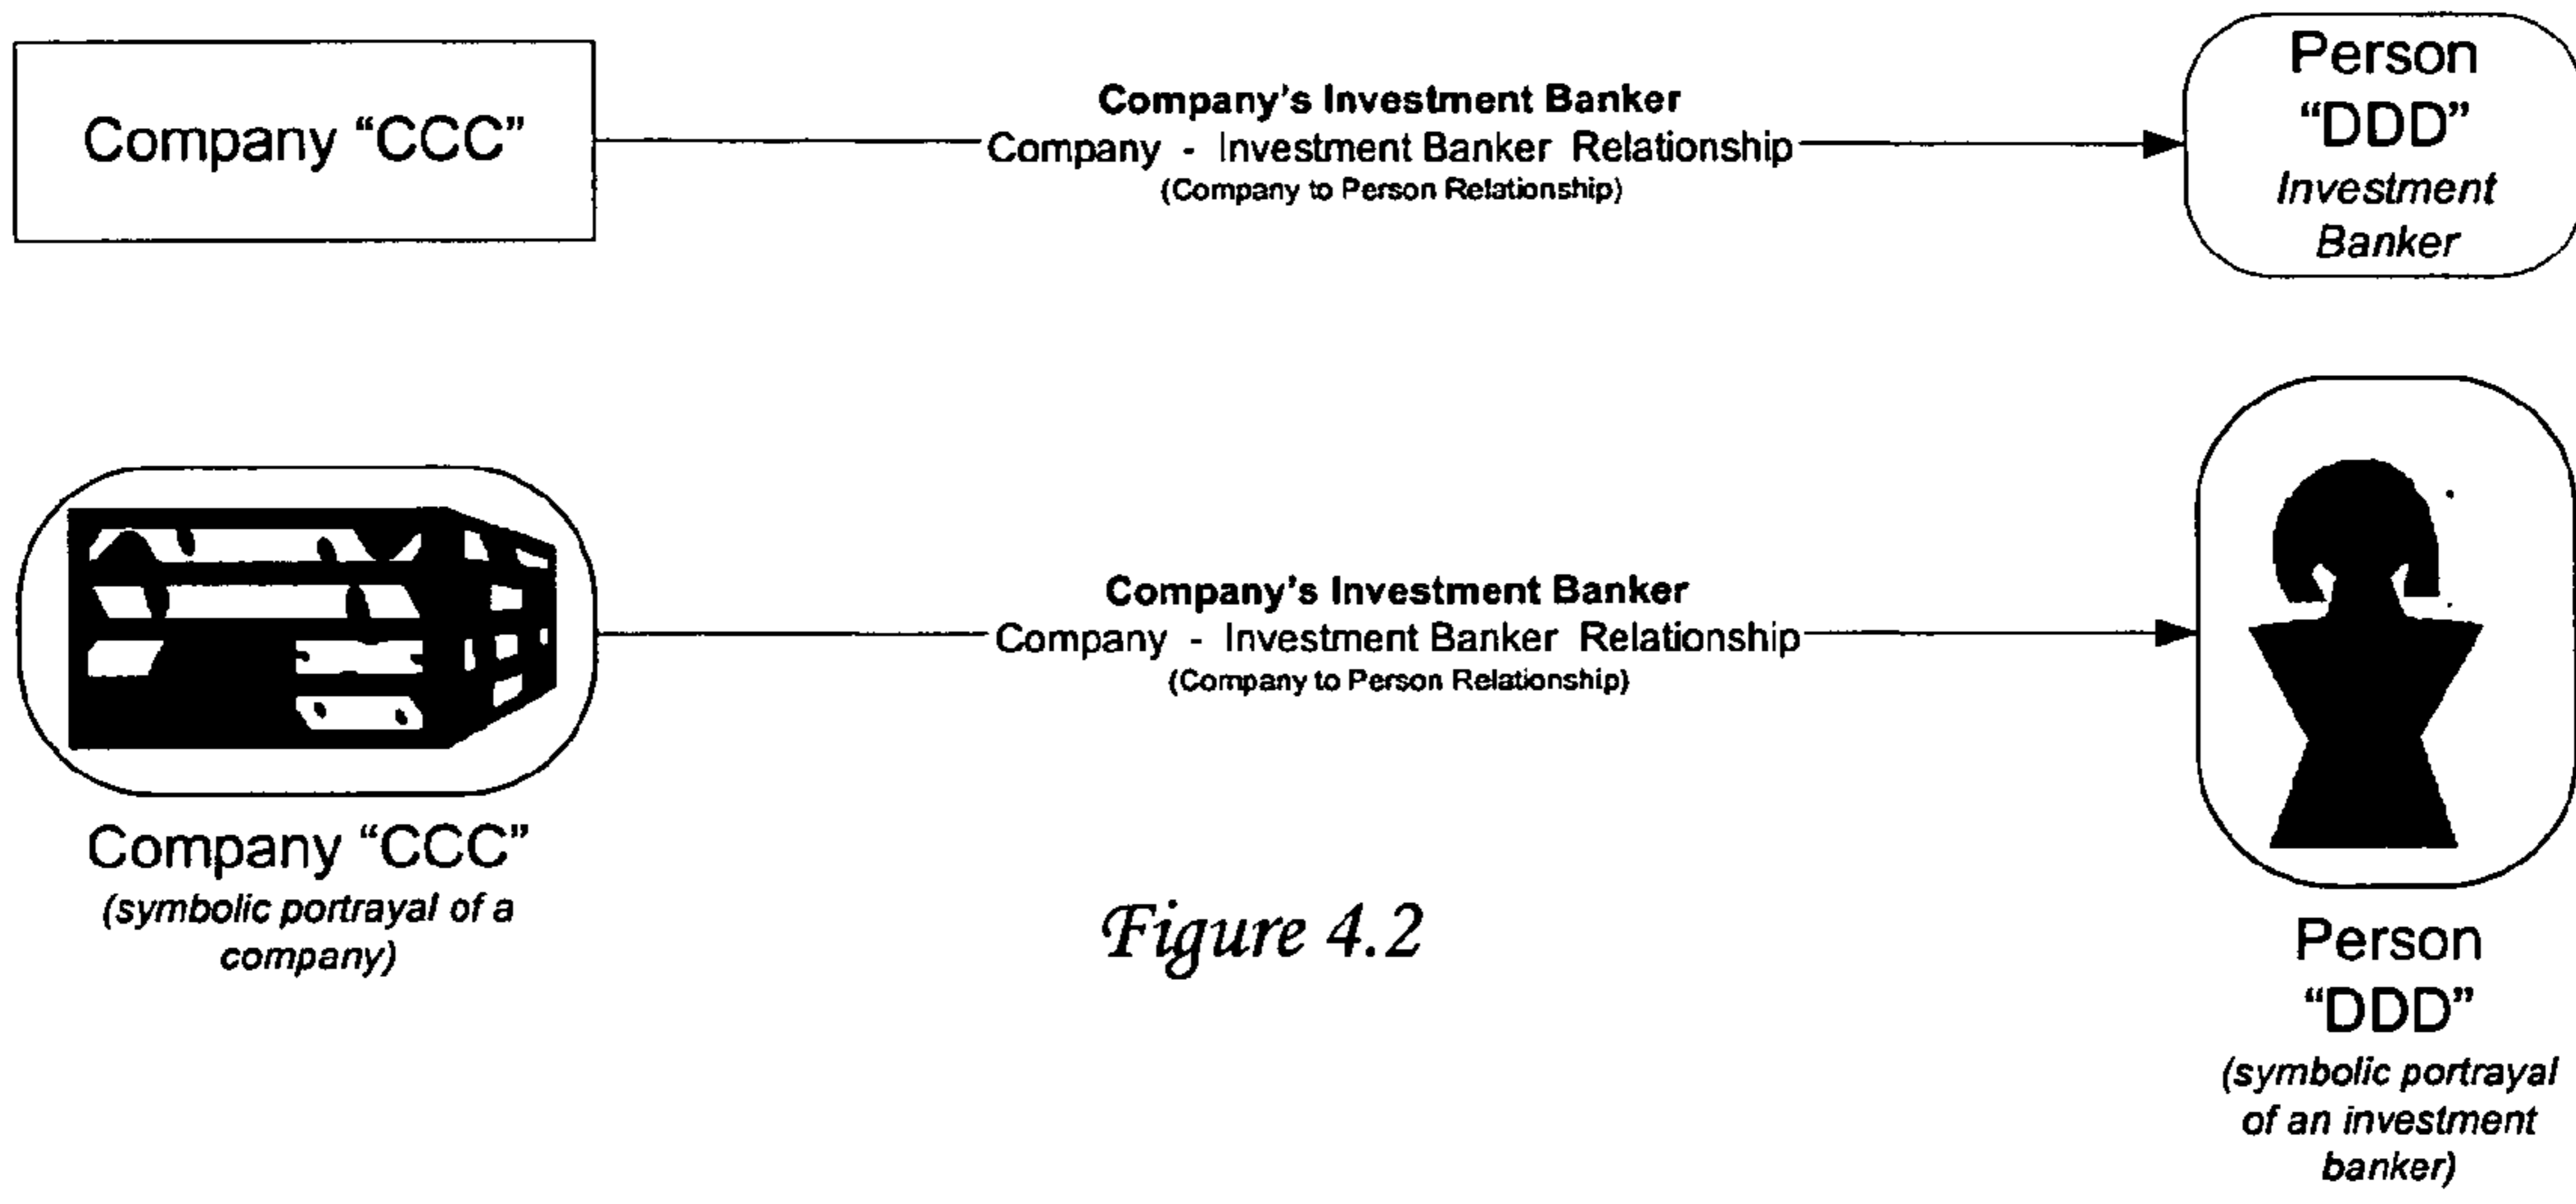 Company “CCC”
Company's Investment Banker
Company - Investment Banker Relationship
(Company to Person Relationship)
Person
“DDD”
Investment
Banker
Company's Investment Banker
Company - Investment Banker Relationship
(Company to Person Relationship)
Company “CCC”
(symbolic portrayal of a
company)
Figure 4.2
Person
“DDD”
(symbolic portrayal
of an investment
banker)